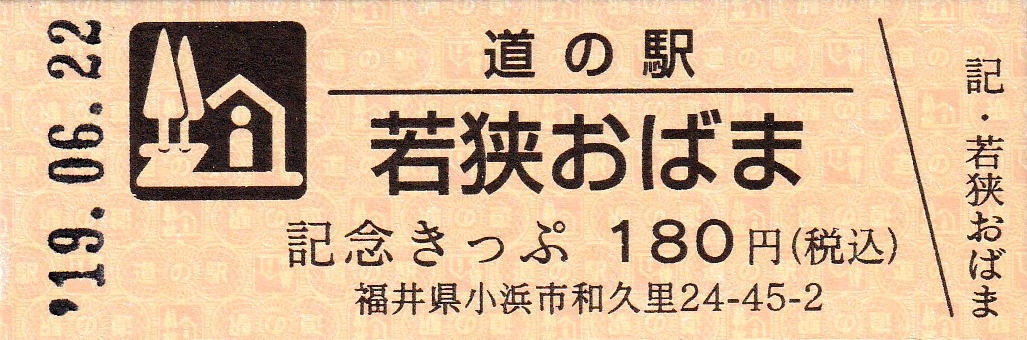 '19.06.22
道の駅
若狭おばま
記念きっぷ 180円(税込)
福井県小浜市和久里24-45-2
記・若狭おばま